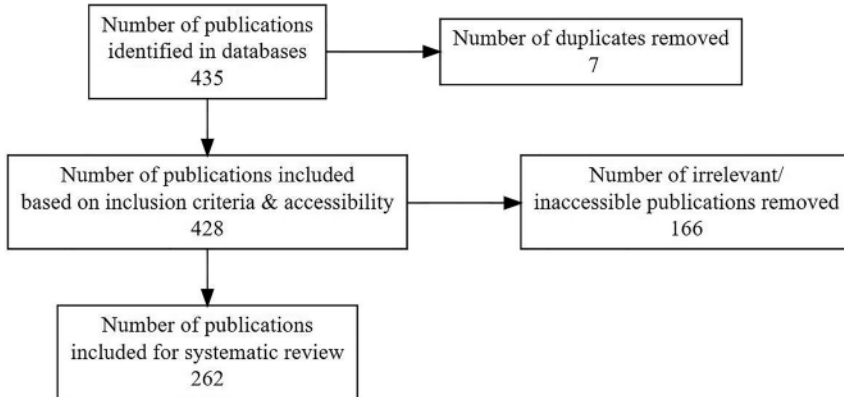 Number of publications
identified in databases
435
Number of duplicates removed
7
Number of publications included
based on inclusion criteria & accessibility
428
Number of irrelevant/
inaccessible publications removed
166
Number of publications
included for systematic review
262